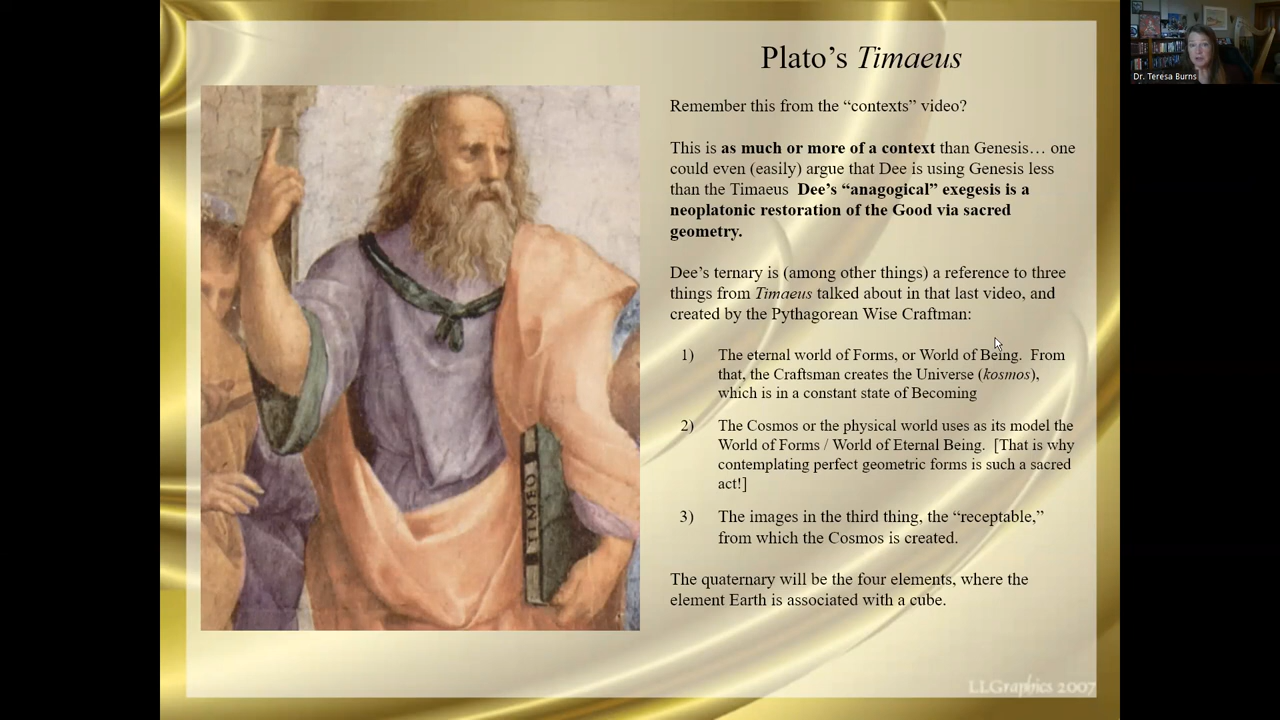 Plato's Timaeus
Dr. Teresa Burns
Remember this from the “contexts” video?
This is as much or more of a context than Genesis… one
could even (easily) argue that Dee is using Genesis less
than the Timaeus Dee's “anagogical” exegesis is a
neoplatonic restoration of the Good via sacred
geometry.
Dee's ternary is (among other things) a reference to three
things from Timaeus talked about in that last video, and
created by the Pythagorean Wise Craftman:
1) The eternal world of Forms, or World of Being. From
that, the Craftsman creates the Universe (kosmos),
which is in a constant state of Becoming
2) The Cosmos or the physical world uses as its model the
World of Forms / World of Eternal Being. [That is why
contemplating perfect geometric forms is such a sacred
act!]
3) The images in the third thing, the “receptable,”
from which the Cosmos is created.
The quaternary will be the four elements, where the
element Earth is associated with a cube.
TIMEO
LLGraphics 2007